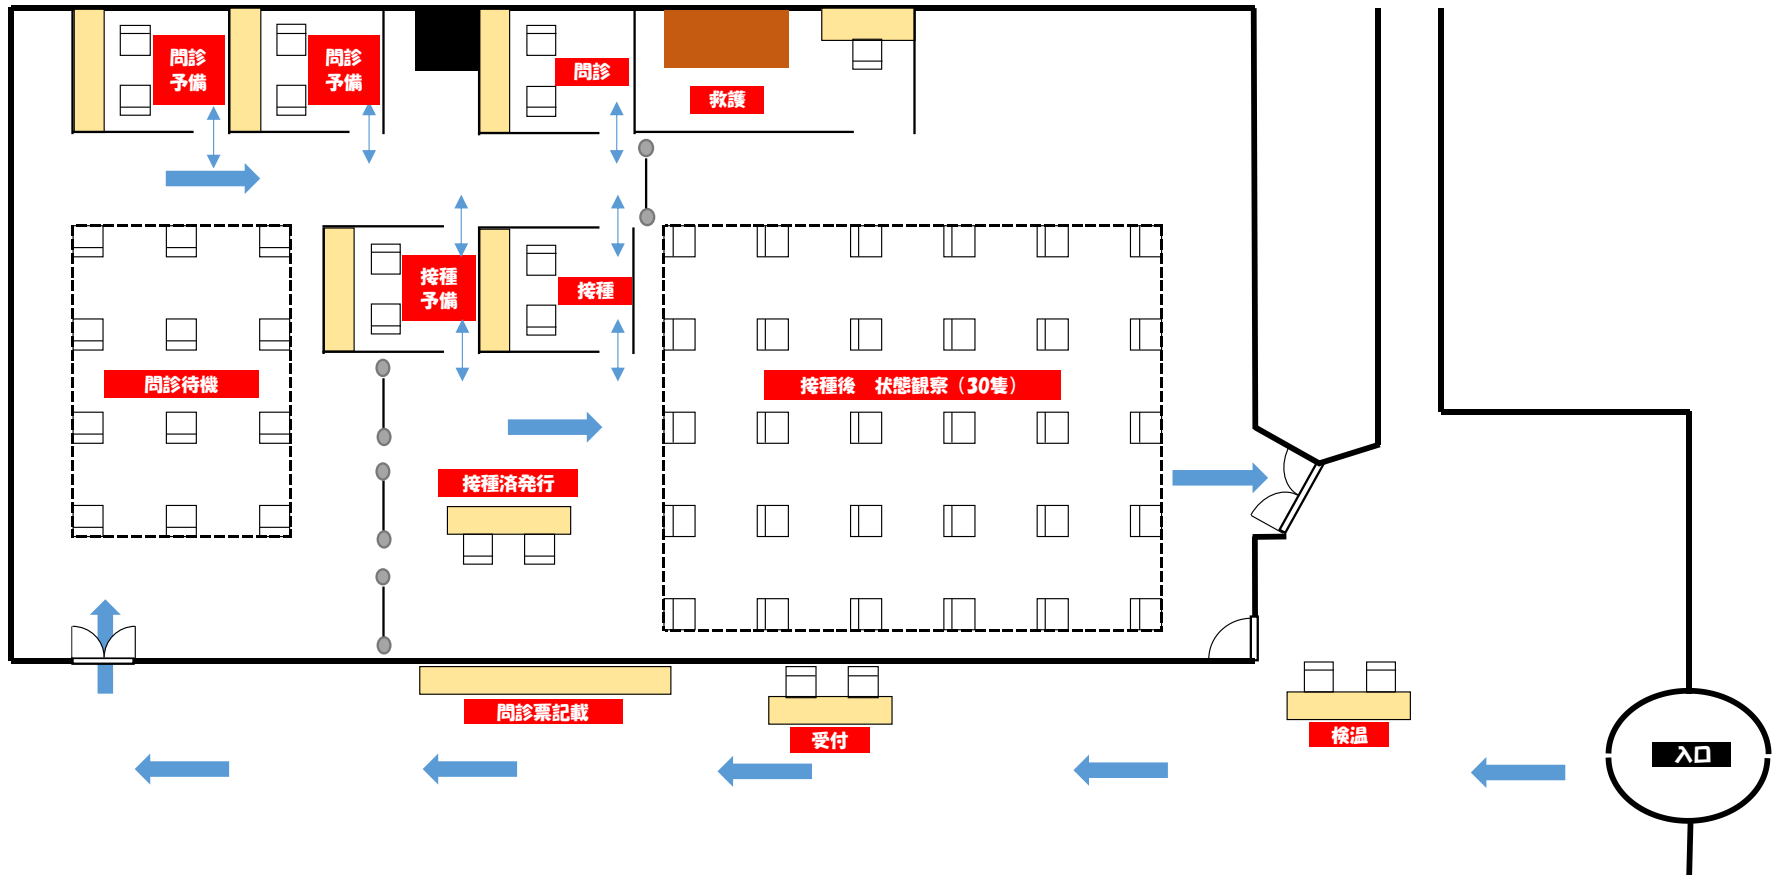 問診
予備
問診
予備
問診
救護
接種
予備
接種
問診待機
接種後　状態観察（30隻）
接種済発行
問診票記載
受付
検温
入口